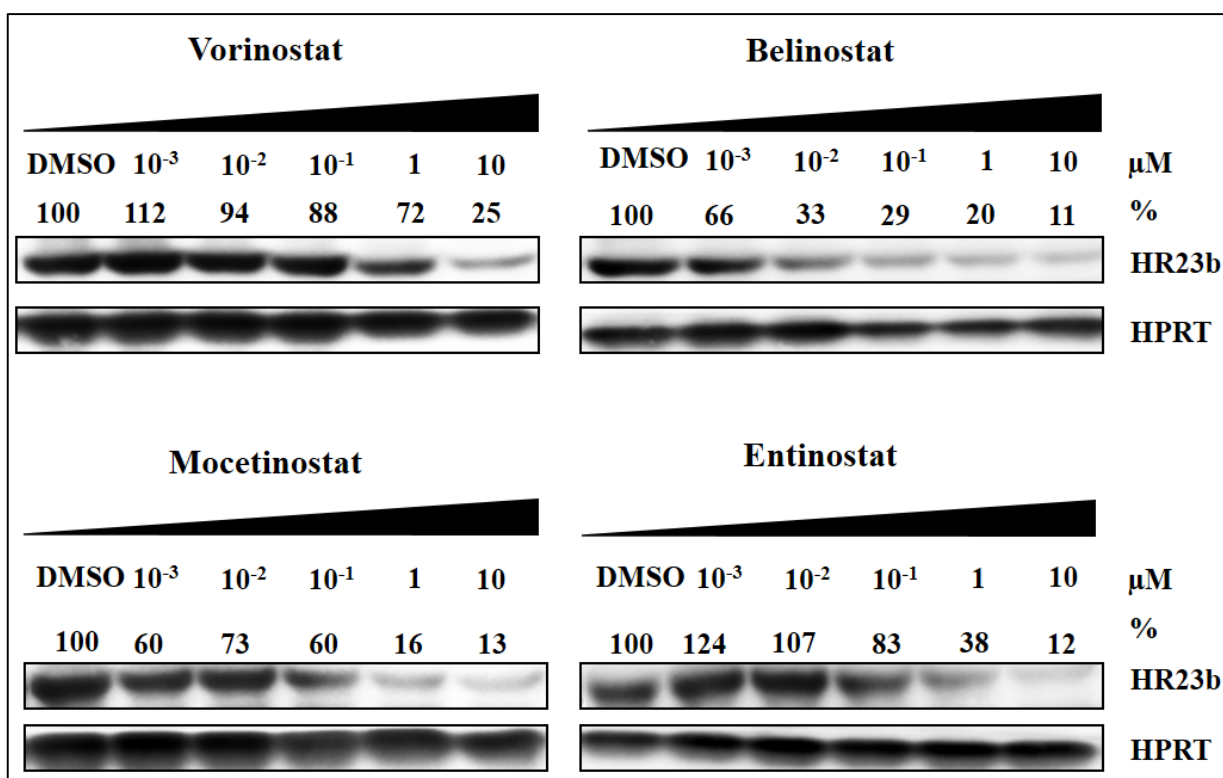 Vorinostat
Belinostat
DMSO 10⁻³ 10⁻² 10⁻¹ 1 10
DMSO 10⁻³ 10⁻² 10⁻¹ 1 10 µM
100 112 94 88 72 25
100 66 33 29 20 11 %
HR23b
HPRT
Mocetinostat
Entinostat
DMSO 10⁻³ 10⁻² 10⁻¹ 1 10
DMSO 10⁻³ 10⁻² 10⁻¹ 1 10 µM
100 60 73 60 16 13
100 124 107 83 38 12 %
HR23b
HPRT